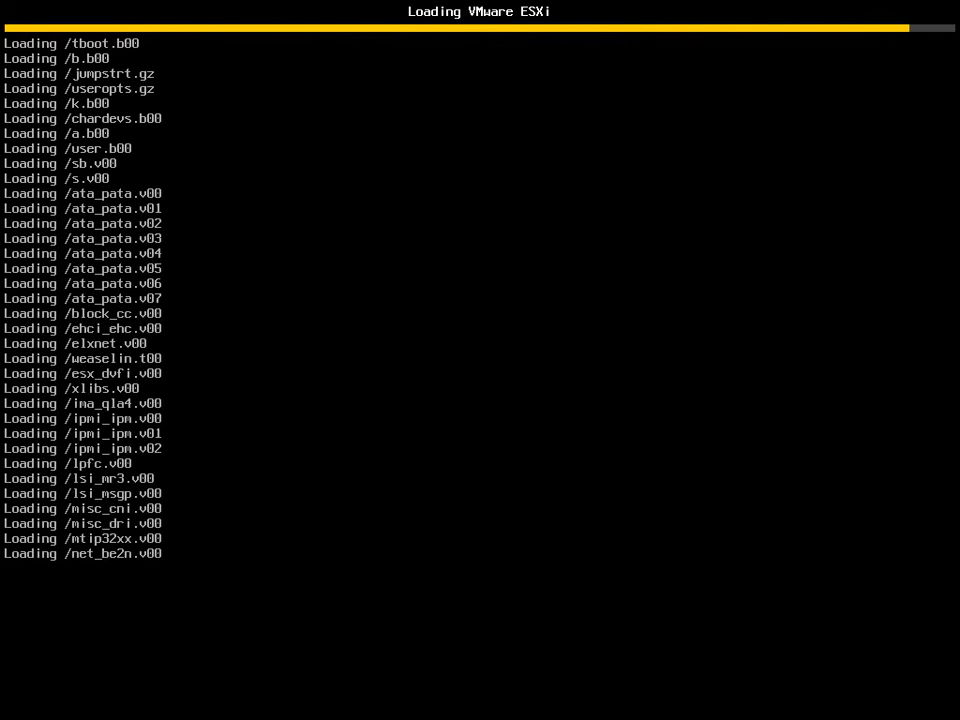 Loading VMware ESXi
Loading /tboot.b00
Loading /b.b00
Loading /jumpstrt.gz
Loading /useropts.gz
Loading /k.b00
Loading /chardevs.b00
Loading /a.b00
Loading /user.b00
Loading /sb.v00
Loading /s.v00
Loading /ata_pata.v00
Loading /ata_pata.v01
Loading /ata_pata.v02
Loading /ata_pata.v03
Loading /ata_pata.v04
Loading /ata_pata.v05
Loading /ata_pata.v06
Loading /ata_pata.v07
Loading /block_cc.v00
Loading /ehci_ehc.v00
Loading /elxnet.v00
Loading /weaselin.t00
Loading /esx_dvfi.v00
Loading /xlibs.v00
Loading /ima_qla4.v00
Loading /ipmi_ipm.v00
Loading /ipmi_ipm.v01
Loading /ipmi_ipm.v02
Loading /lpfc.v00
Loading /lsi_mr3.v00
Loading /lsi_msgp.v00
Loading /misc_cni.v00
Loading /misc_dri.v00
Loading /mtip32xx.v00
Loading /net_be2n.v00